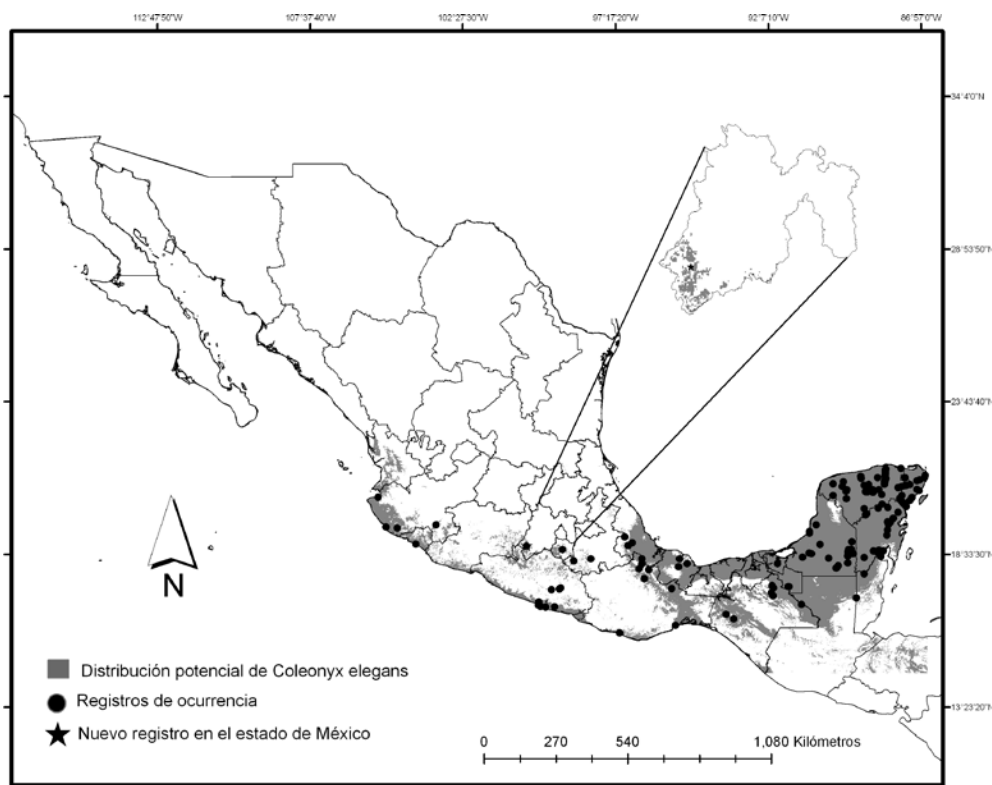 112°47'50"W 107°37'40"W 102°27'30"W 97°17'20"W 92°7'10"W 86°57'0"W
34°4'0"N
28°53'50"N
23°43'40"N
18°33'30"N
13°23'20"N
N
Distribución potencial de Coleonyx elegans
Registros de ocurrencia
Nuevo registro en el estado de México
0 270 540 1,080 Kilómetros